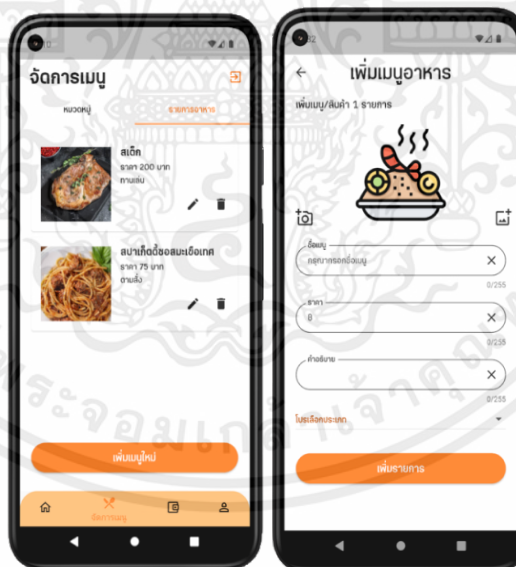 จัดการเมนู
หมวดหมู่
รายการอาหาร
สเต็ก
ราคา 200 บาท
สปาเก็ตตี้ซอสมะเขือเทศ
ราคา 75 บาท
ตามสั่ง
เพิ่มเมนูใหม่
จัดการเมนู
เพิ่มเมนูอาหาร
เพิ่มเมนู/สินค้า 1 รายการ
ชื่อเมนู
กรุณากรอกชื่อเมนู
0/255
ราคา
฿
0/255
คำอธิบาย
0/255
โปรดเลือกประเภท
เพิ่มรายการ